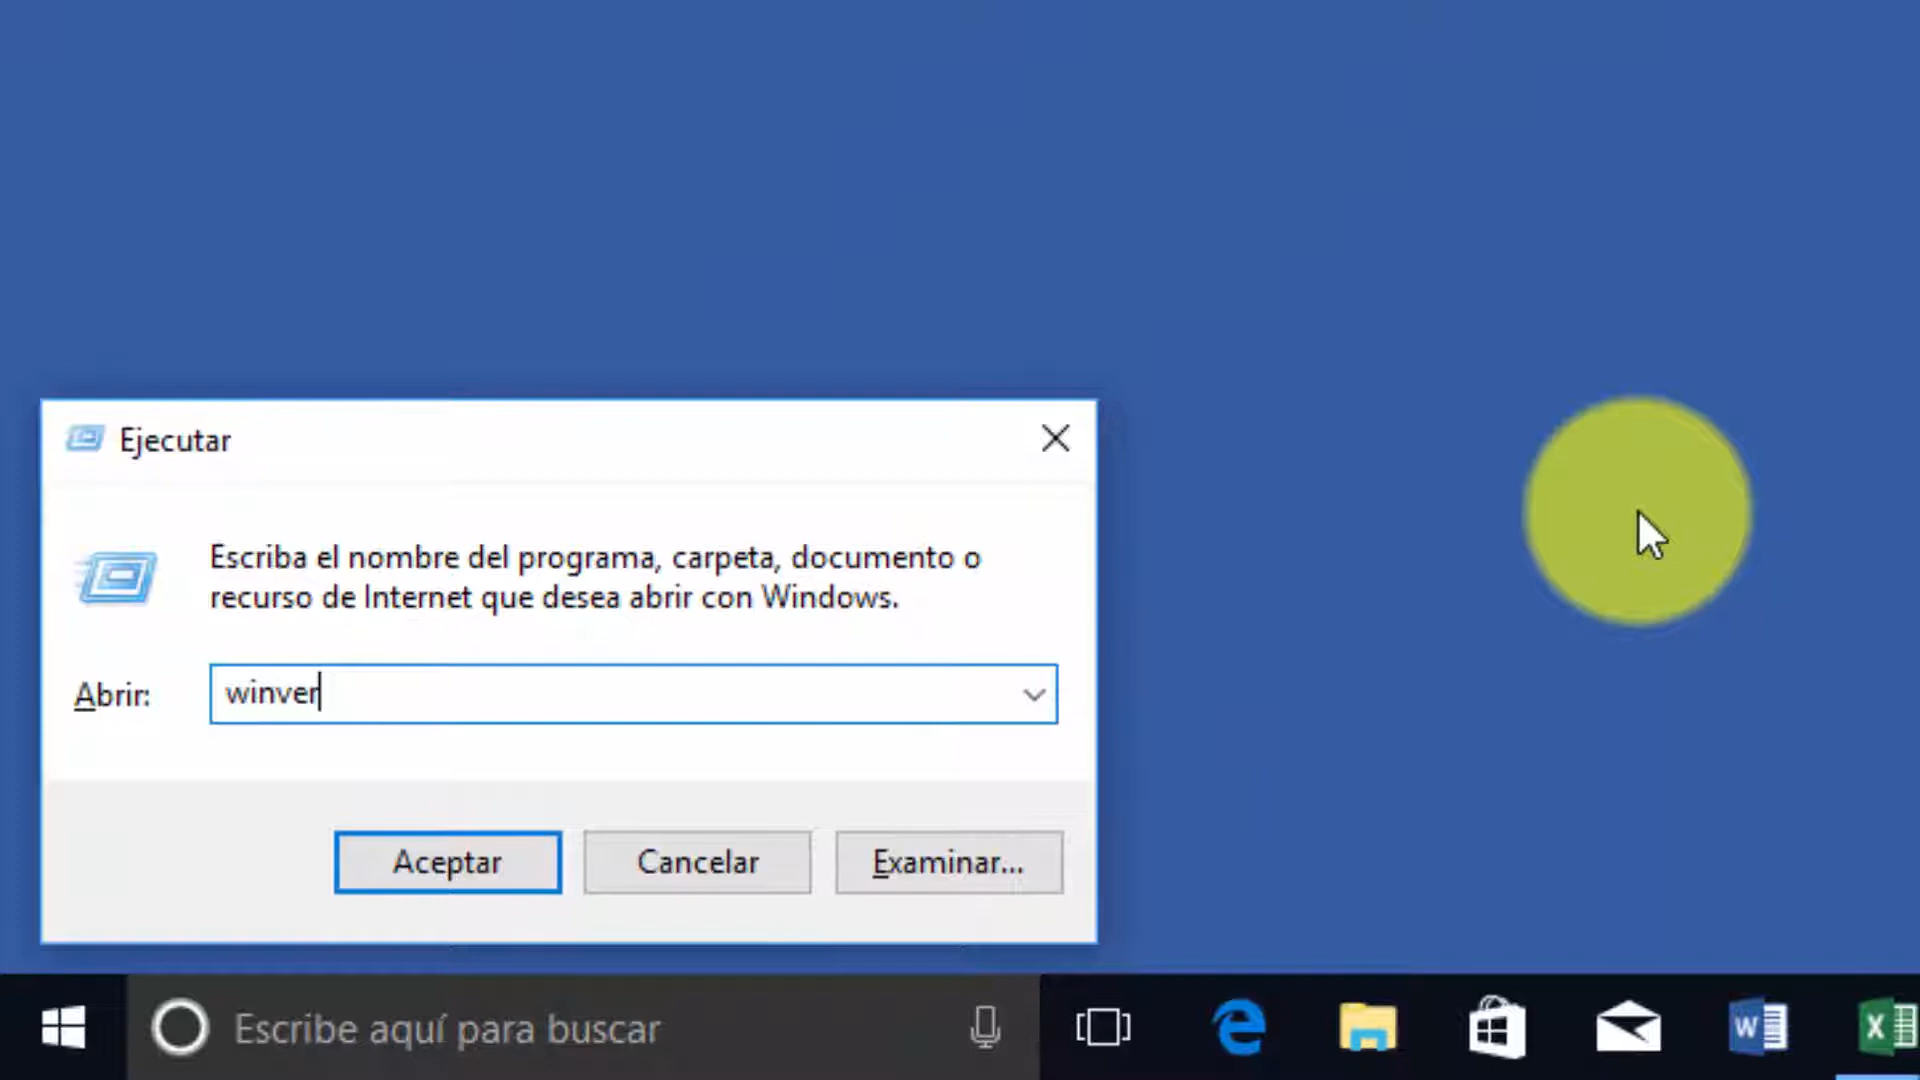 Ejecutar
Escriba el nombre del programa, carpeta, documento o
recurso de Internet que desea abrir con Windows.
Abrir: winver
Aceptar Cancelar Examinar...
Escribe aquí para buscar
W X